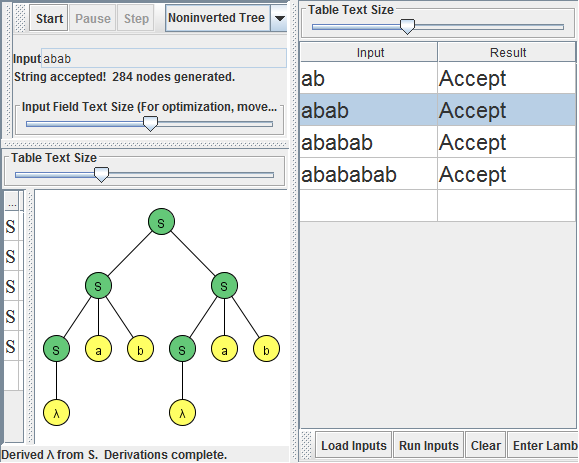 Start Pause Step Noninverted Tree
Input abab
String accepted! 284 nodes generated.
Input Field Text Size (For optimization, move...
Table Text Size
...
S
S
S
S
S
S
S S
S a b S a b
λ λ
Derived λ from S. Derivations complete.
Table Text Size
Input Result
ab Accept
abab Accept
ababab Accept
abababab Accept
Load Inputs Run Inputs Clear Enter Lamb